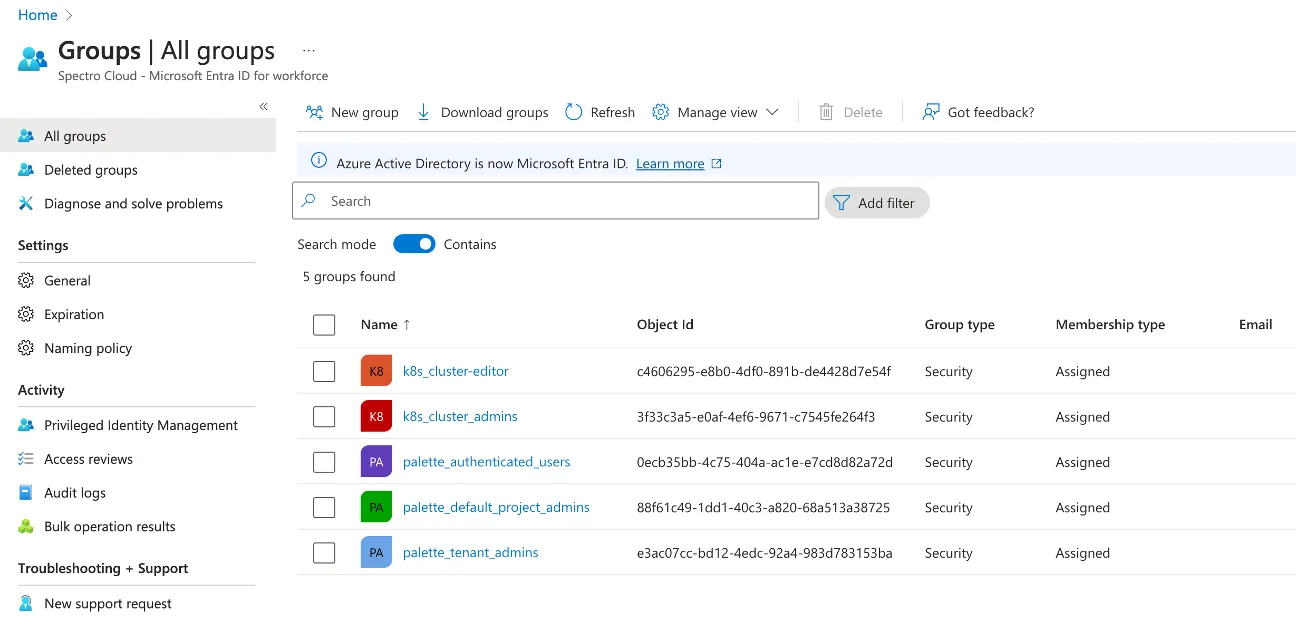 Home
Groups | All groups ...
Spectro Cloud - Microsoft Entra ID for workforce
«
All groups
Deleted groups
Diagnose and solve problems
Settings
General
Expiration
Naming policy
Activity
Privileged Identity Management
Access reviews
Audit logs
Bulk operation results
Troubleshooting + Support
New support request
New group Download groups Refresh Manage view Delete Got feedback?
Azure Active Directory is now Microsoft Entra ID. Learn more
Search Add filter
Search mode Contains
5 groups found
Name ↑ Object Id Group type Membership type Email
K8 k8s_cluster-editor c4606295-e8b0-4df0-891b-de4428d7e54f Security Assigned
K8 k8s_cluster_admins 3f33c3a5-e0af-4ef6-9671-c7545fe264f3 Security Assigned
PA palette_authenticated_users 0ecb35bb-4c75-404a-ac1e-e7cd8d82a72d Security Assigned
PA palette_default_project_admins 88f61c49-1dd1-40c3-a820-68a513a38725 Security Assigned
PA palette_tenant_admins e3ac07cc-bd12-4edc-92a4-983d783153ba Security Assigned